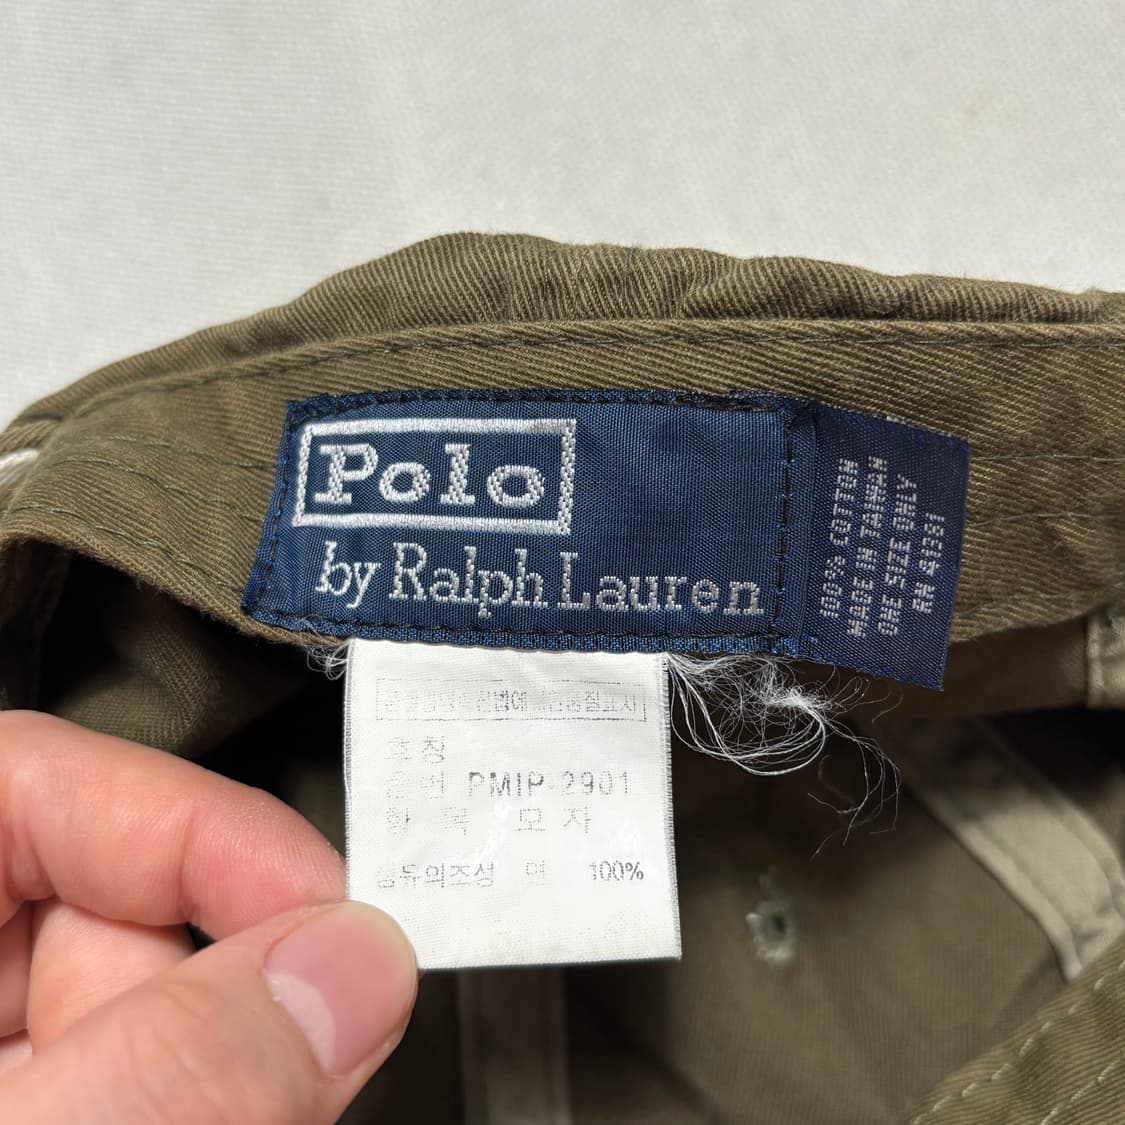 Polo
by Ralph Lauren
100% COTTON
MADE IN TAIWAN
ONE SIZE ONLY
RN 41381
호칭
품번 PMIP-2901
항 목 모 자
섬유의조성 면 100%